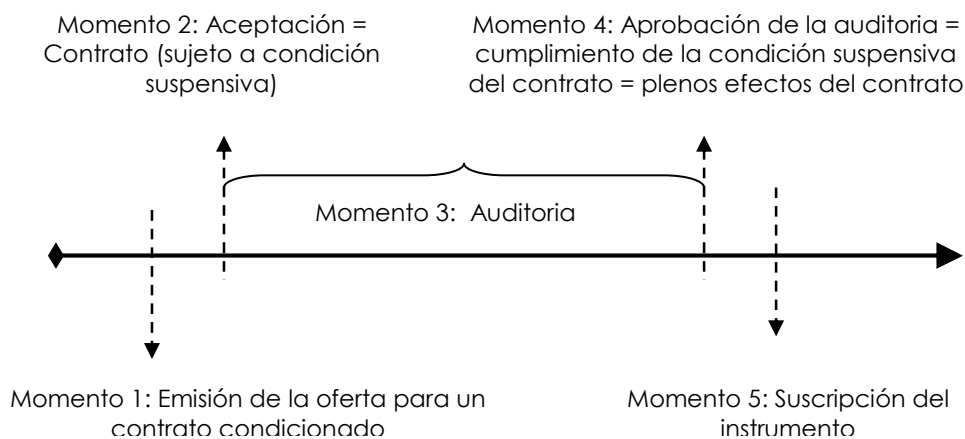 Momento 2: Aceptación =
Contrato (sujeto a condición
suspensiva)
Momento 4: Aprobación de la auditoria =
cumplimiento de la condición suspensiva
del contrato = plenos efectos del contrato
Momento 3: Auditoria
Momento 1: Emisión de la oferta para un
contrato condicionado
Momento 5: Suscripción del
instrumento